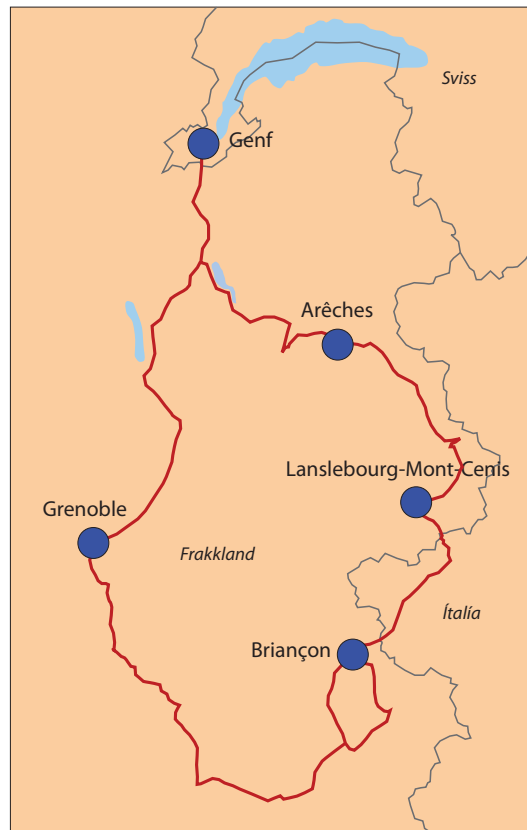 Sviss
Genf
Arêches
Lanslebourg-Mont-Cenis
Grenoble
Frakkland
Ítalía
Briançon